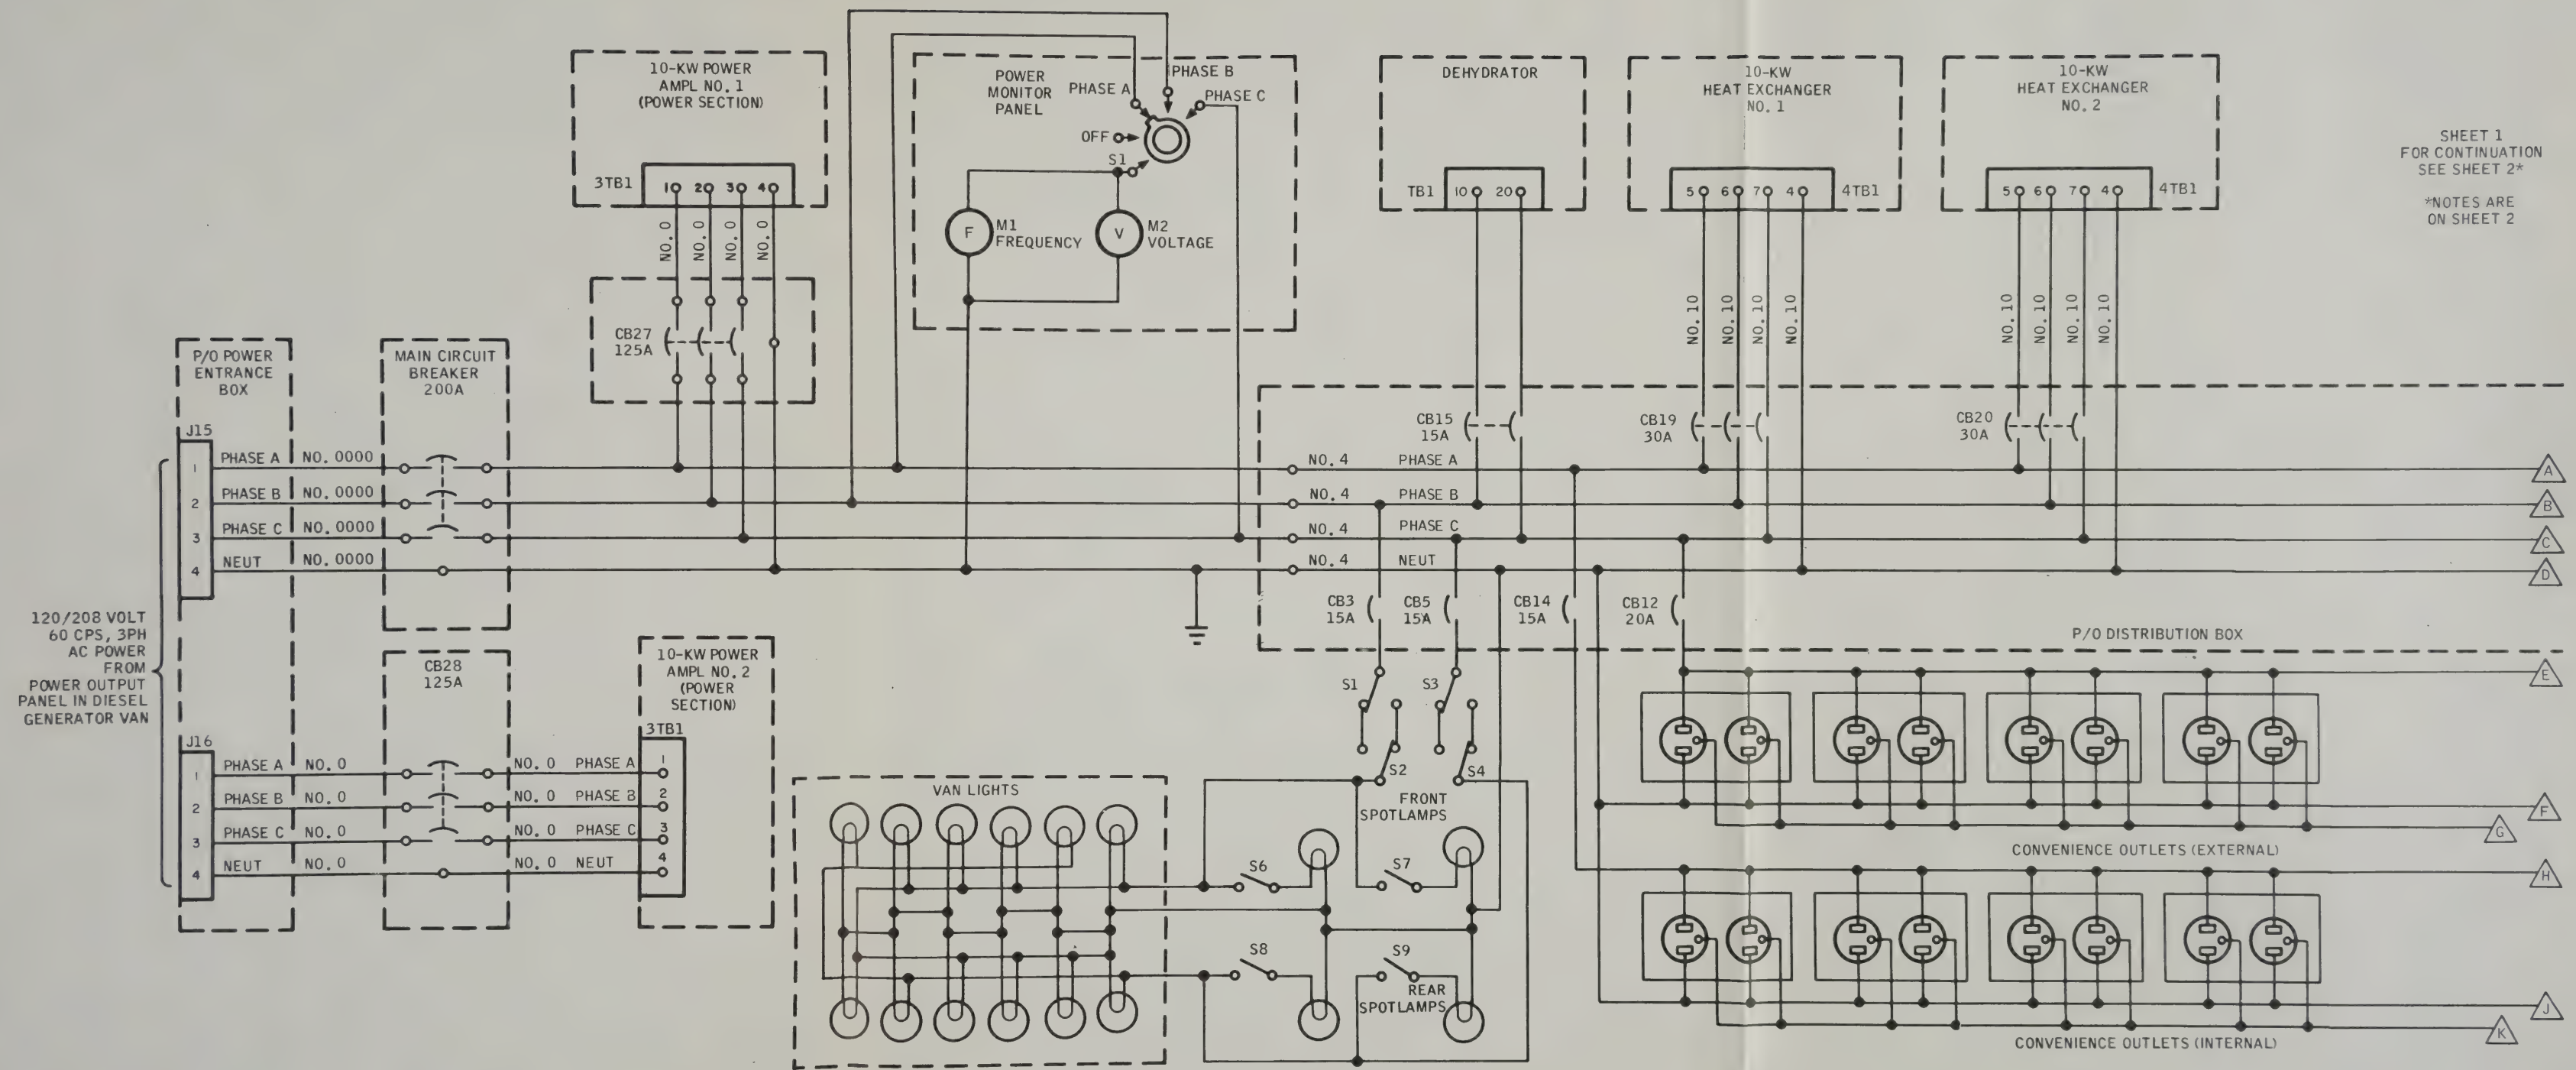 10-KW POWER
AMPL NO. 1
(POWER SECTION)
3TB1
1 2 3 4
NO. 0 NO. 0 NO. 0 NO. 0
CB27
125A
POWER
MONITOR
PANEL
PHASE A
PHASE B
PHASE C
OFF
S1
F
M1
FREQUENCY
V
M2
VOLTAGE
DEHYDRATOR
TB1 10 20
10-KW
HEAT EXCHANGER
NO. 1
5 6 7 4 4TB1
NO. 10 NO. 10 NO. 10 NO. 10
10-KW
HEAT EXCHANGER
NO. 2
5 6 7 4 4TB1
NO. 10 NO. 10 NO. 10 NO. 10
SHEET 1
FOR CONTINUATION
SEE SHEET 2*
*NOTES ARE
ON SHEET 2
P/O POWER
ENTRANCE
BOX
MAIN CIRCUIT
BREAKER
200A
J15
1 PHASE A NO. 0000
2 PHASE B NO. 0000
3 PHASE C NO. 0000
4 NEUT NO. 0000
CB15
15A
CB19
30A
CB20
30A
NO. 4 PHASE A
NO. 4 PHASE B
NO. 4 PHASE C
NO. 4 NEUT
A
B
C
D
CB3
15A
CB5
15A
CB14
15A
CB12
20A
P/O DISTRIBUTION BOX
120/208 VOLT
60 CPS, 3PH
AC POWER
FROM
POWER OUTPUT
PANEL IN DIESEL
GENERATOR VAN
CB28
125A
10-KW POWER
AMPL NO. 2
(POWER
SECTION)
3TB1
J16
1 PHASE A NO. 0 NO. 0 PHASE A 1
2 PHASE B NO. 0 NO. 0 PHASE B 2
3 PHASE C NO. 0 NO. 0 PHASE C 3
4 NEUT NO. 0 NO. 0 NEUT 4
VAN LIGHTS
S1
S3
S2
S4
FRONT
SPOTLAMPS
S6
S7
S8
S9
REAR
SPOTLAMPS
E
F
G
CONVENIENCE OUTLETS (EXTERNAL)
H
J
K
CONVENIENCE OUTLETS (INTERNAL)